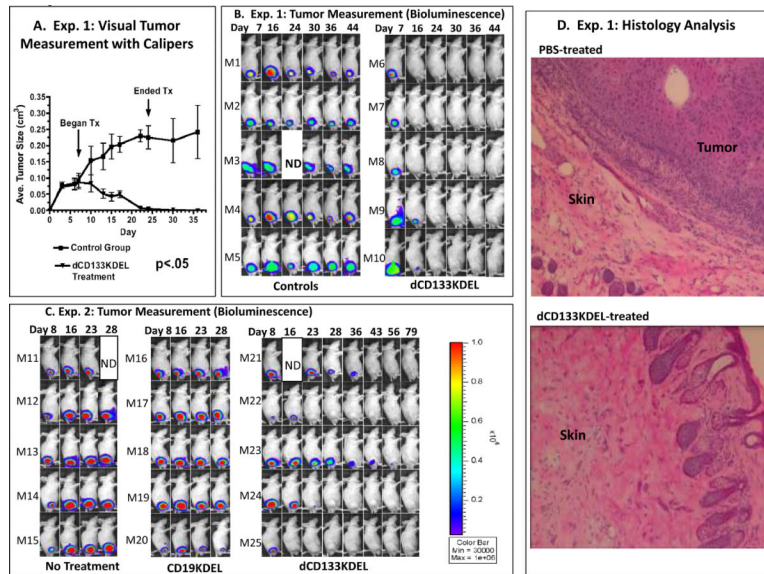 A. Exp. 1: Visual Tumor
Measurement with Calipers
Ended Tx
Began Tx
Ave. Tumor Size (cm³)
0.35
0.30
0.25
0.20
0.15
0.10
0.05
0.00
0 5 10 15 20 25 30 35
Day
Control Group
dCD133KDEL
Treatment
p<.05
B. Exp. 1: Tumor Measurement (Bioluminescence)
Day 7 16 24 30 36 44
7 16 24 30 36 44
M1
M2
M3
ND
M4
M5
M6
M7
M8
M9
M10
Controls
dCD133KDEL
C. Exp. 2: Tumor Measurement (Bioluminescence)
Day 8 16 23 28
Day 8 16 23 28
Day 8 16 23 28 36 43 56 79
M11
ND
M12
M13
M14
M15
M16
M17
M18
M19
M20
M21
ND
M22
M23
M24
M25
No Treatment
CD19KDEL
dCD133KDEL
1.0
0.8
0.6
0.4
0.2
x10⁶
Color Bar
Min = 30000
Max = 1e+06
D. Exp. 1: Histology Analysis
PBS-treated
Tumor
Skin
dCD133KDEL-treated
Skin